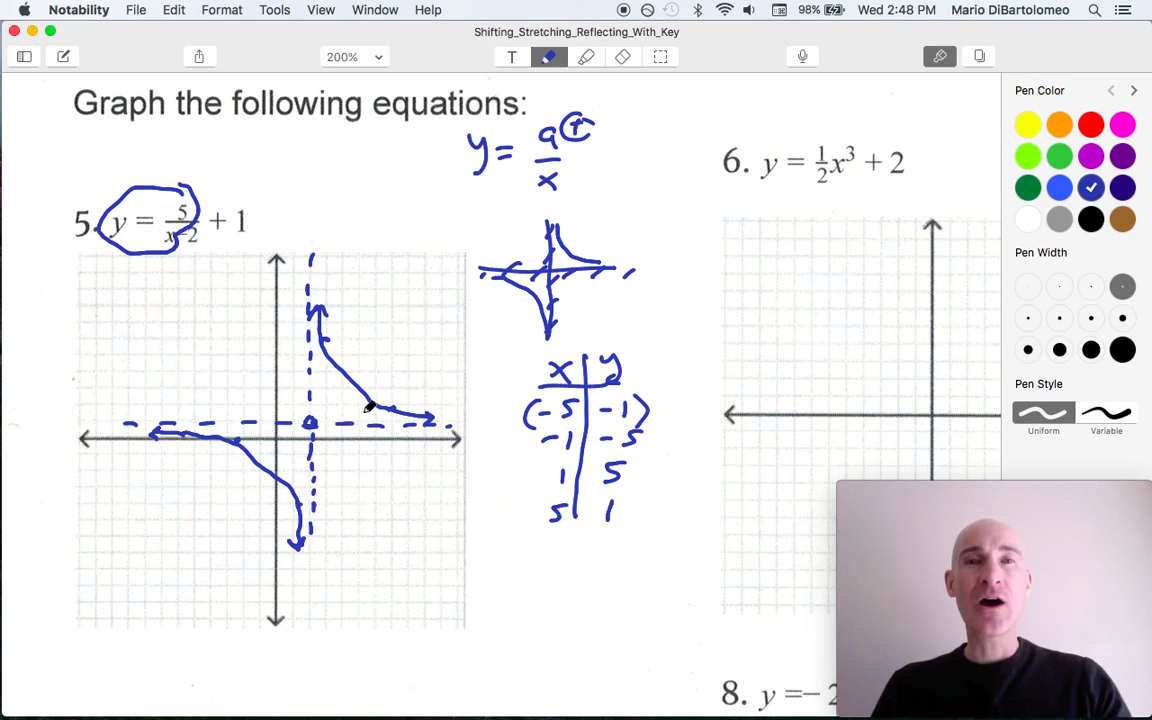 Notability File Edit Format Tools View Window Help 98% Wed 2:48 PM Mario DiBartolomeo
Shifting_Stretching_Reflecting_With_Key
200% T
Graph the following equations:
y = a (+)
x
5. y = 5/(x-2) + 1
6. y = 1/2 x³ + 2
x y
(-5 -1)
-1 -5
1 5
5 1
8. y = - 2
Pen Color
Pen Width
Pen Style
Uniform Variable